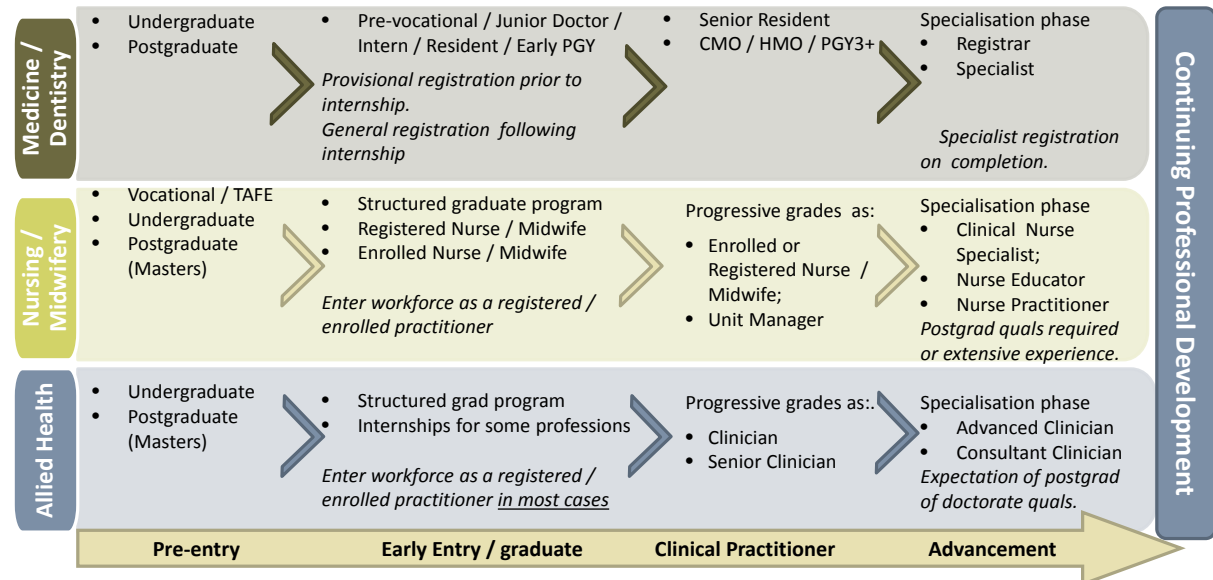 Medicine /
Dentistry
• Undergraduate
• Postgraduate
• Pre-vocational / Junior Doctor /
Intern / Resident / Early PGY
Provisional registration prior to
internship.
General registration following
internship
• Senior Resident
• CMO / HMO / PGY3+
Specialisation phase
• Registrar
• Specialist
Specialist registration
on completion.
Nursing /
Midwifery
• Vocational / TAFE
• Undergraduate
• Postgraduate
(Masters)
• Structured graduate program
• Registered Nurse / Midwife
• Enrolled Nurse / Midwife
Enter workforce as a registered /
enrolled practitioner
Progressive grades as:
• Enrolled or
Registered Nurse /
Midwife;
• Unit Manager
Specialisation phase
• Clinical Nurse
Specialist;
• Nurse Educator
• Nurse Practitioner
Postgrad quals required
or extensive experience.
Allied Health
• Undergraduate
• Postgraduate
(Masters)
• Structured grad program
• Internships for some professions
Enter workforce as a registered /
enrolled practitioner in most cases
Progressive grades as:.
• Clinician
• Senior Clinician
Specialisation phase
• Advanced Clinician
• Consultant Clinician
Expectation of postgrad
of doctorate quals.
Pre-entry
Early Entry / graduate
Clinical Practitioner
Advancement
Continuing Professional Development